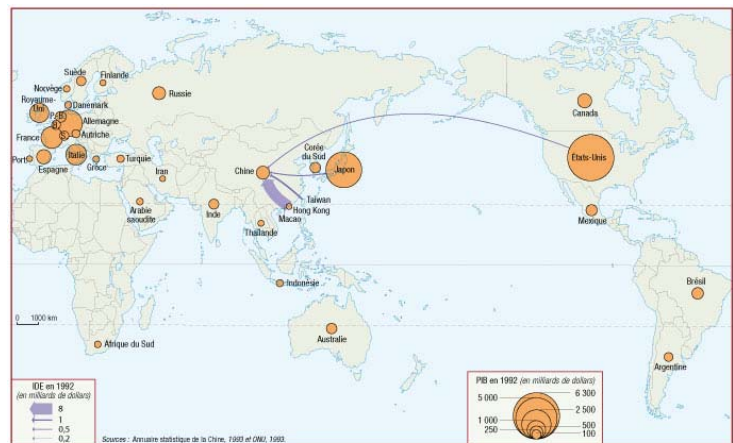 Suède
Finlande
Norvège
Royaume-
Uni
Danemark
P-B
B
Allemagne
S
Autriche
France
Port
Espagne
Italie
Grèce
Turquie
Russie
Iran
Arabie
saoudite
Inde
Chine
Corée
du Sud
Japon
Taiwan
Hong Kong
Macao
Thaïlande
Indonésie
Australie
Afrique du Sud
Canada
États-Unis
Mexique
Brésil
Argentine
0 1000 km
IDE en 1992
(en milliards de dollars)
8
1
0,5
0,2
Sources : Annuaire statistique de la Chine, 1993 et ONU, 1993.
PIB en 1992 (en milliards de dollars)
5 000
1 000
250
6 300
2 500
500
100